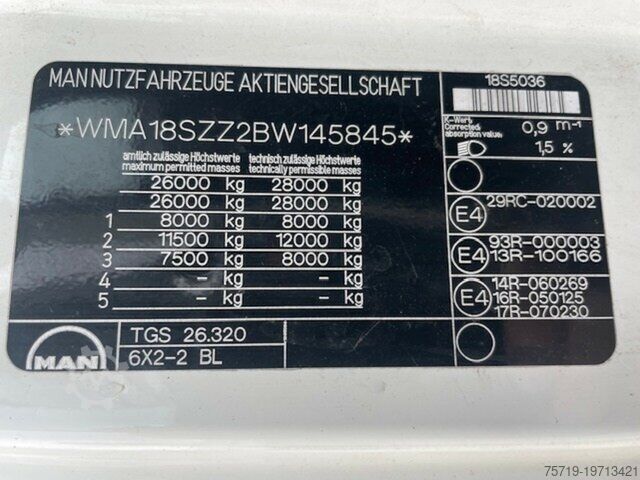 MAN NUTZFAHRZEUGE AKTIENGESELLSCHAFT
*WMA18SZZ2BW145845*
amtlich zulässige Höchstwerte technisch zulässige Höchstwerte
maximum permitted masses technically permissible masses
26000 kg 28000 kg
26000 kg 28000 kg
1 8000 kg 8000 kg
2 11500 kg 12000 kg
3 7500 kg 8000 kg
4 - kg - kg
5 - kg - kg
MAN
TGS 26.320
6X2-2 BL
18S5036
K-Wert:
Corrected
absorption value:
0,9 m-1
1,5 %
E4 29RC-020002
E4 93R-000003
13R-100166
E4 14R-060269
16R-050125
17R-070230
75719-19713421